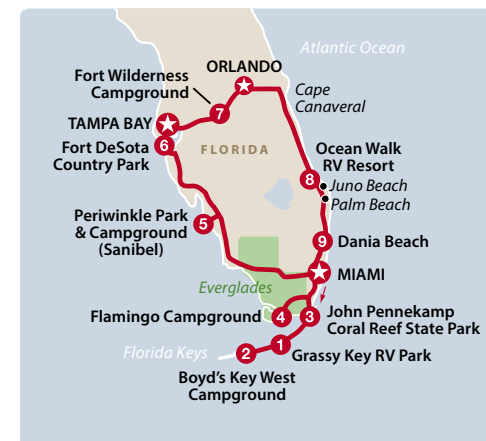 Atlantic Ocean
ORLANDO
Fort Wilderness
Campground
Cape
Canaveral
7
TAMPA BAY
6
Fort DeSota
Country Park
FLORIDA
Ocean Walk
RV Resort
8
Juno Beach
Palm Beach
Periwinkle Park
& Campground
(Sanibel)
5
9
Dania Beach
MIAMI
Everglades
Flamingo Campground
4
3
John Pennekamp
Coral Reef State Park
Florida Keys
2
1
Grassy Key RV Park
Boyd's Key West
Campground